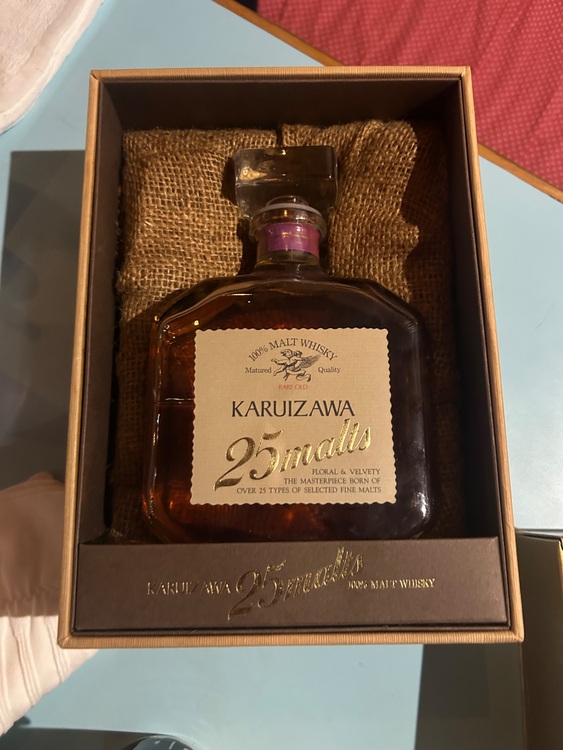 100% MALT WHISKY
Matured Quality
RARE OLD
KARUIZAWA
25malts
FLORAL & VELVETY
THE MASTERPIECE BORN OF
OVER 25 TYPES OF SELECTED FINE MALTS
KARUIZAWA 25malts 100% MALT WHISKY